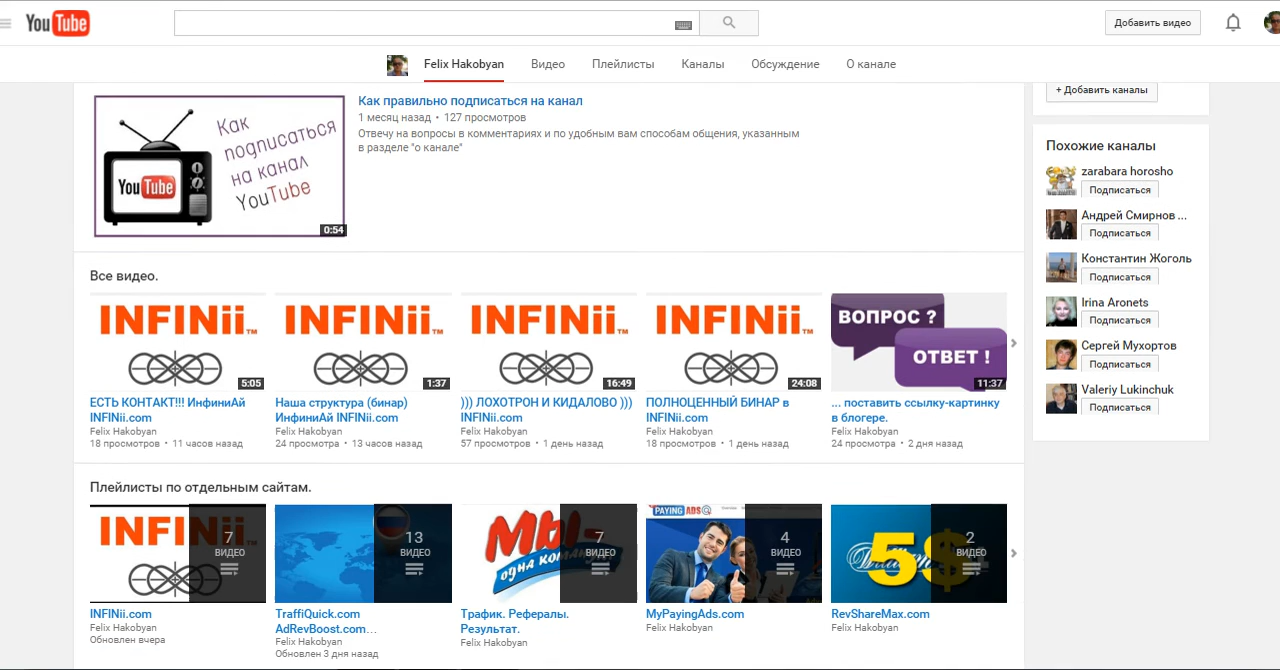 YouTube
Добавить видео
Felix Hakobyan
Видео
Плейлисты
Каналы
Обсуждение
О канале
Как
подписаться
на канал
YouTube
YouTube
0:54
Как правильно подписаться на канал
1 месяц назад • 127 просмотров
Отвечу на вопросы в комментариях и по удобным вам способам общения, указанным
в разделе "о канале"
+ Добавить каналы
Похожие каналы
zarabara horosho
Подписаться
Андрей Смирнов ...
Подписаться
Константин Жоголь
Подписаться
Irina Aronets
Подписаться
Сергей Мухортов
Подписаться
Valeriy Lukinchuk
Подписаться
Все видео.
INFINii™
5:05
ЕСТЬ КОНТАКТ!!! ИнфиниАй
INFINii.com
Felix Hakobyan
18 просмотров • 11 часов назад
INFINii™
1:37
Наша структура (бинар)
ИнфиниАй INFINii.com
Felix Hakobyan
24 просмотра • 13 часов назад
INFINii™
16:49
))) ЛОХОТРОН И КИДАЛОВО )))
INFINii.com
Felix Hakobyan
57 просмотров • 1 день назад
INFINii™
24:08
ПОЛНОЦЕННЫЙ БИНАР в
INFINii.com
Felix Hakobyan
18 просмотров • 1 день назад
ВОПРОС ?
ОТВЕТ !
11:37
... поставить ссылку-картинку
в блогере.
Felix Hakobyan
24 просмотра • 2 дня назад
Плейлисты по отдельным сайтам.
INFIN
7
ВИДЕО
INFINii.com
Felix Hakobyan
Обновлен вчера
13
ВИДЕО
TraffiQuick.com
AdRevBoost.com...
Felix Hakobyan
Обновлен 3 дня назад
МЫ-
одна команда
7
ВИДЕО
Трафик. Рефералы.
Результат.
Felix Hakobyan
PAYING ADS
4
ВИДЕО
MyPayingAds.com
Felix Hakobyan
5$
2
ВИДЕО
RevShareMax.com
Felix Hakobyan